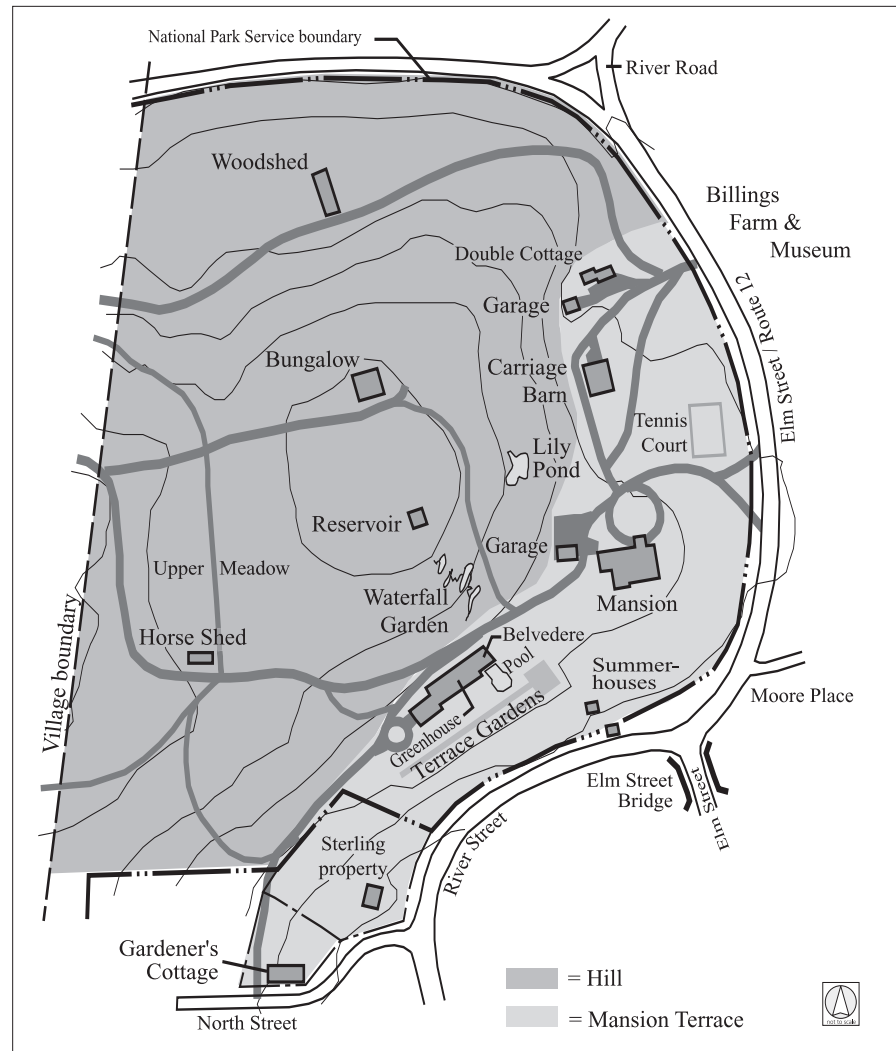 National Park Service boundary
River Road
Woodshed
Billings
Farm &
Museum
Double Cottage
Garage
Elm Street/ Route 12
Bungalow
Carriage
Barn
Tennis
Court
Lily
Pond
Reservoir
Garage
Upper Meadow
Waterfall
Garden
Mansion
Horse Shed
Belvedere
Pool
Summer-
houses
Village boundary
Moore Place
Greenhouse
Terrace Gardens
Elm Street
Bridge
Elm Street
Sterling
property
River Street
Gardener's
Cottage
= Hill
North Street
= Mansion Terrace
not to scale